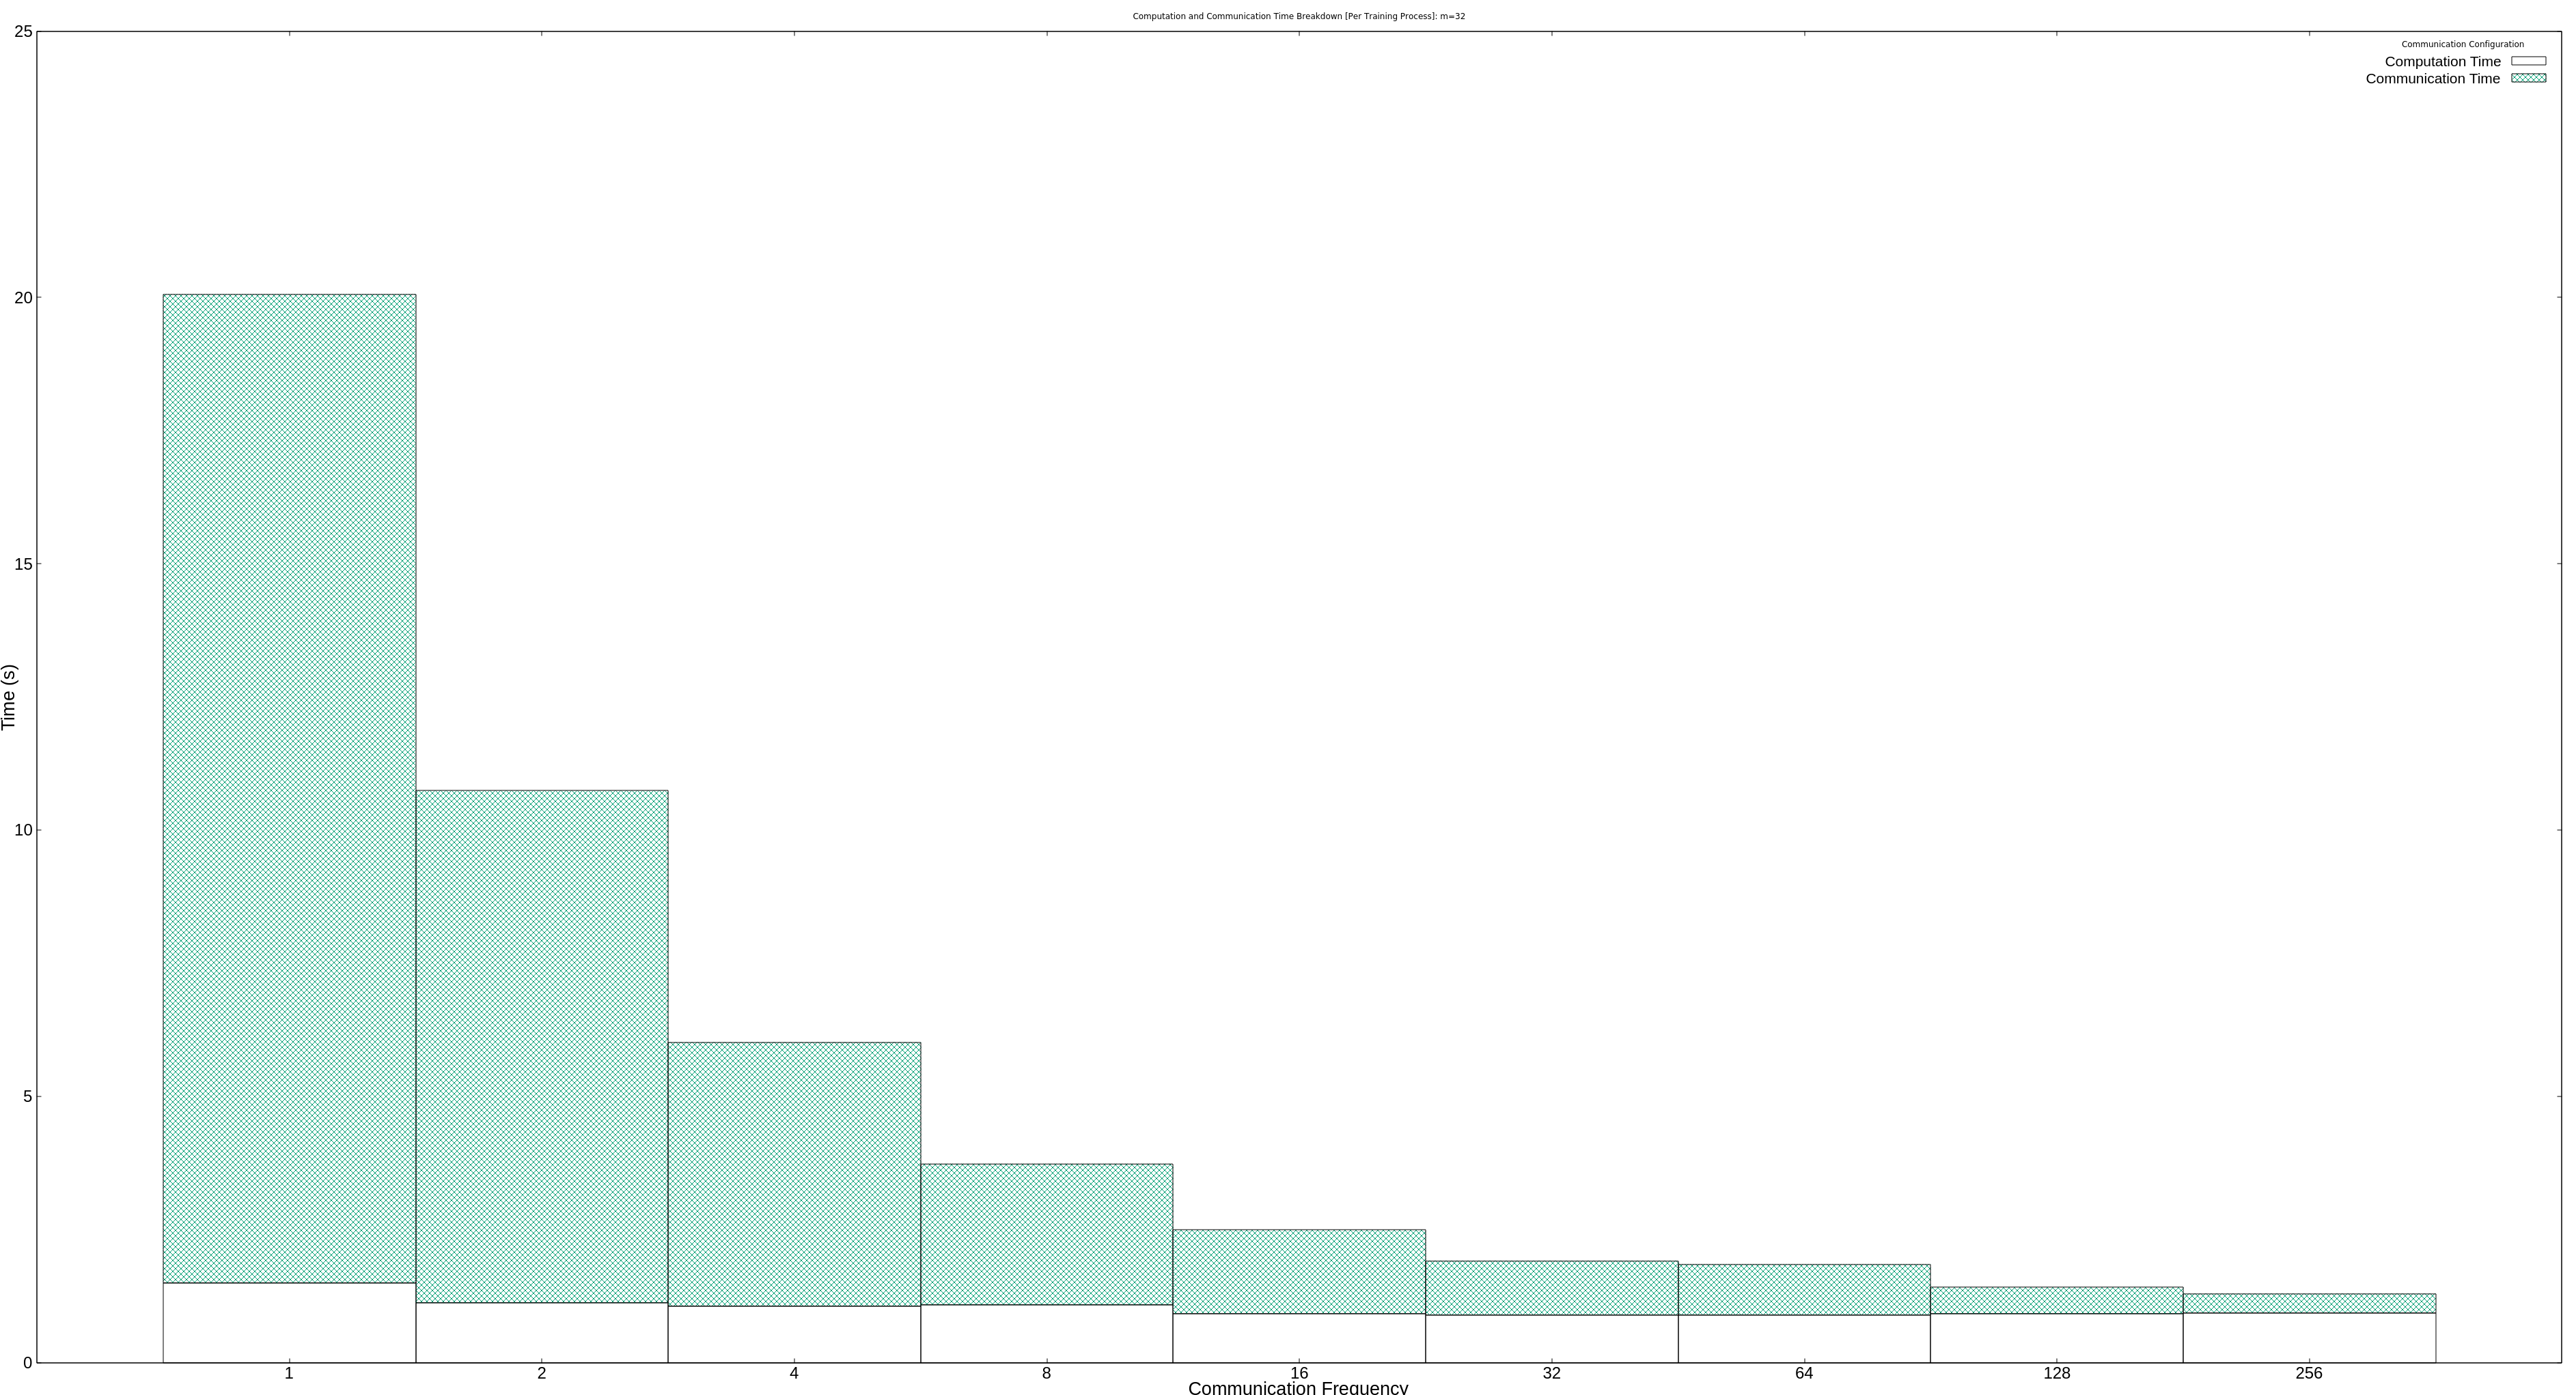 Computation and Communication Time Breakdown [Per Training Process]: m=32
Communication Configuration
Computation Time
Communication Time
25
20
15
10
5
0
Time (s)
1 2 4 8 16 32 64 128 256
Communication Frequency